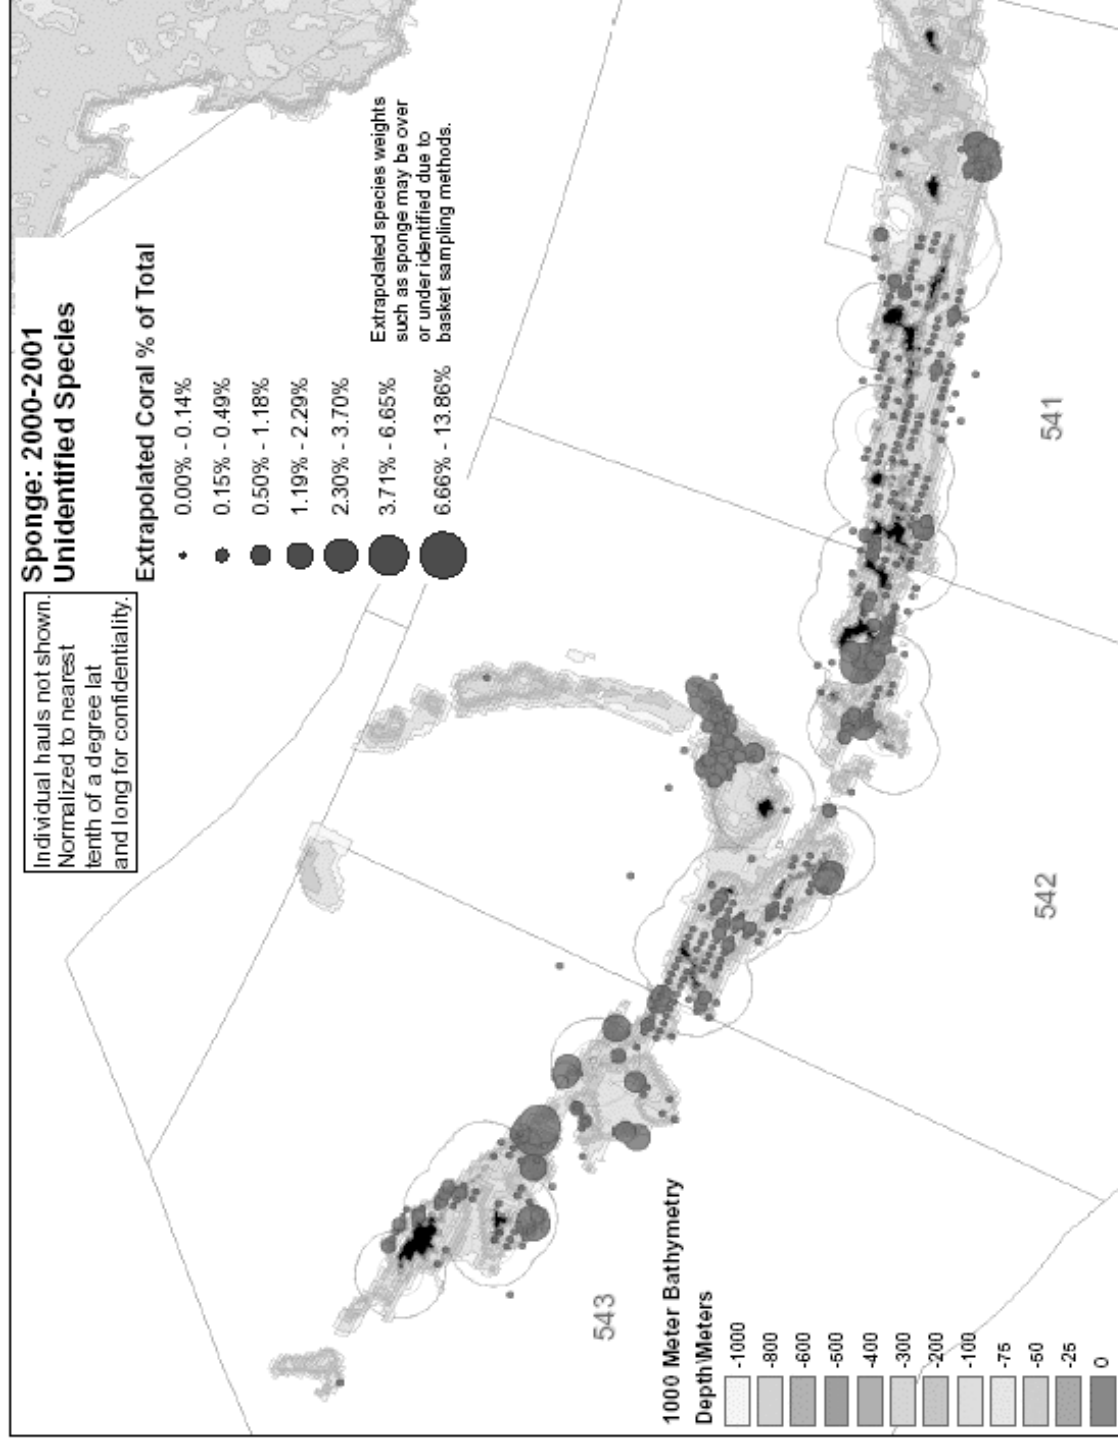 Individual hauls not shown.
Normalized to nearest
tenth of a degree lat
and long for confidentiality.
Sponge: 2000-2001
Unidentified Species
Extrapolated Coral % of Total
0.00% - 0.14%
0.15% - 0.49%
0.50% - 1.18%
1.19% - 2.29%
2.30% - 3.70%
3.71% - 6.65%
6.66% - 13.86%
Extrapolated species weights
such as sponge may be over
or under identified due to
basket sampling methods.
543
542
541
1000 Meter Bathymetry
Depth\Meters
-1000
-800
-600
-500
-400
-300
-200
-100
-75
-50
-25
0